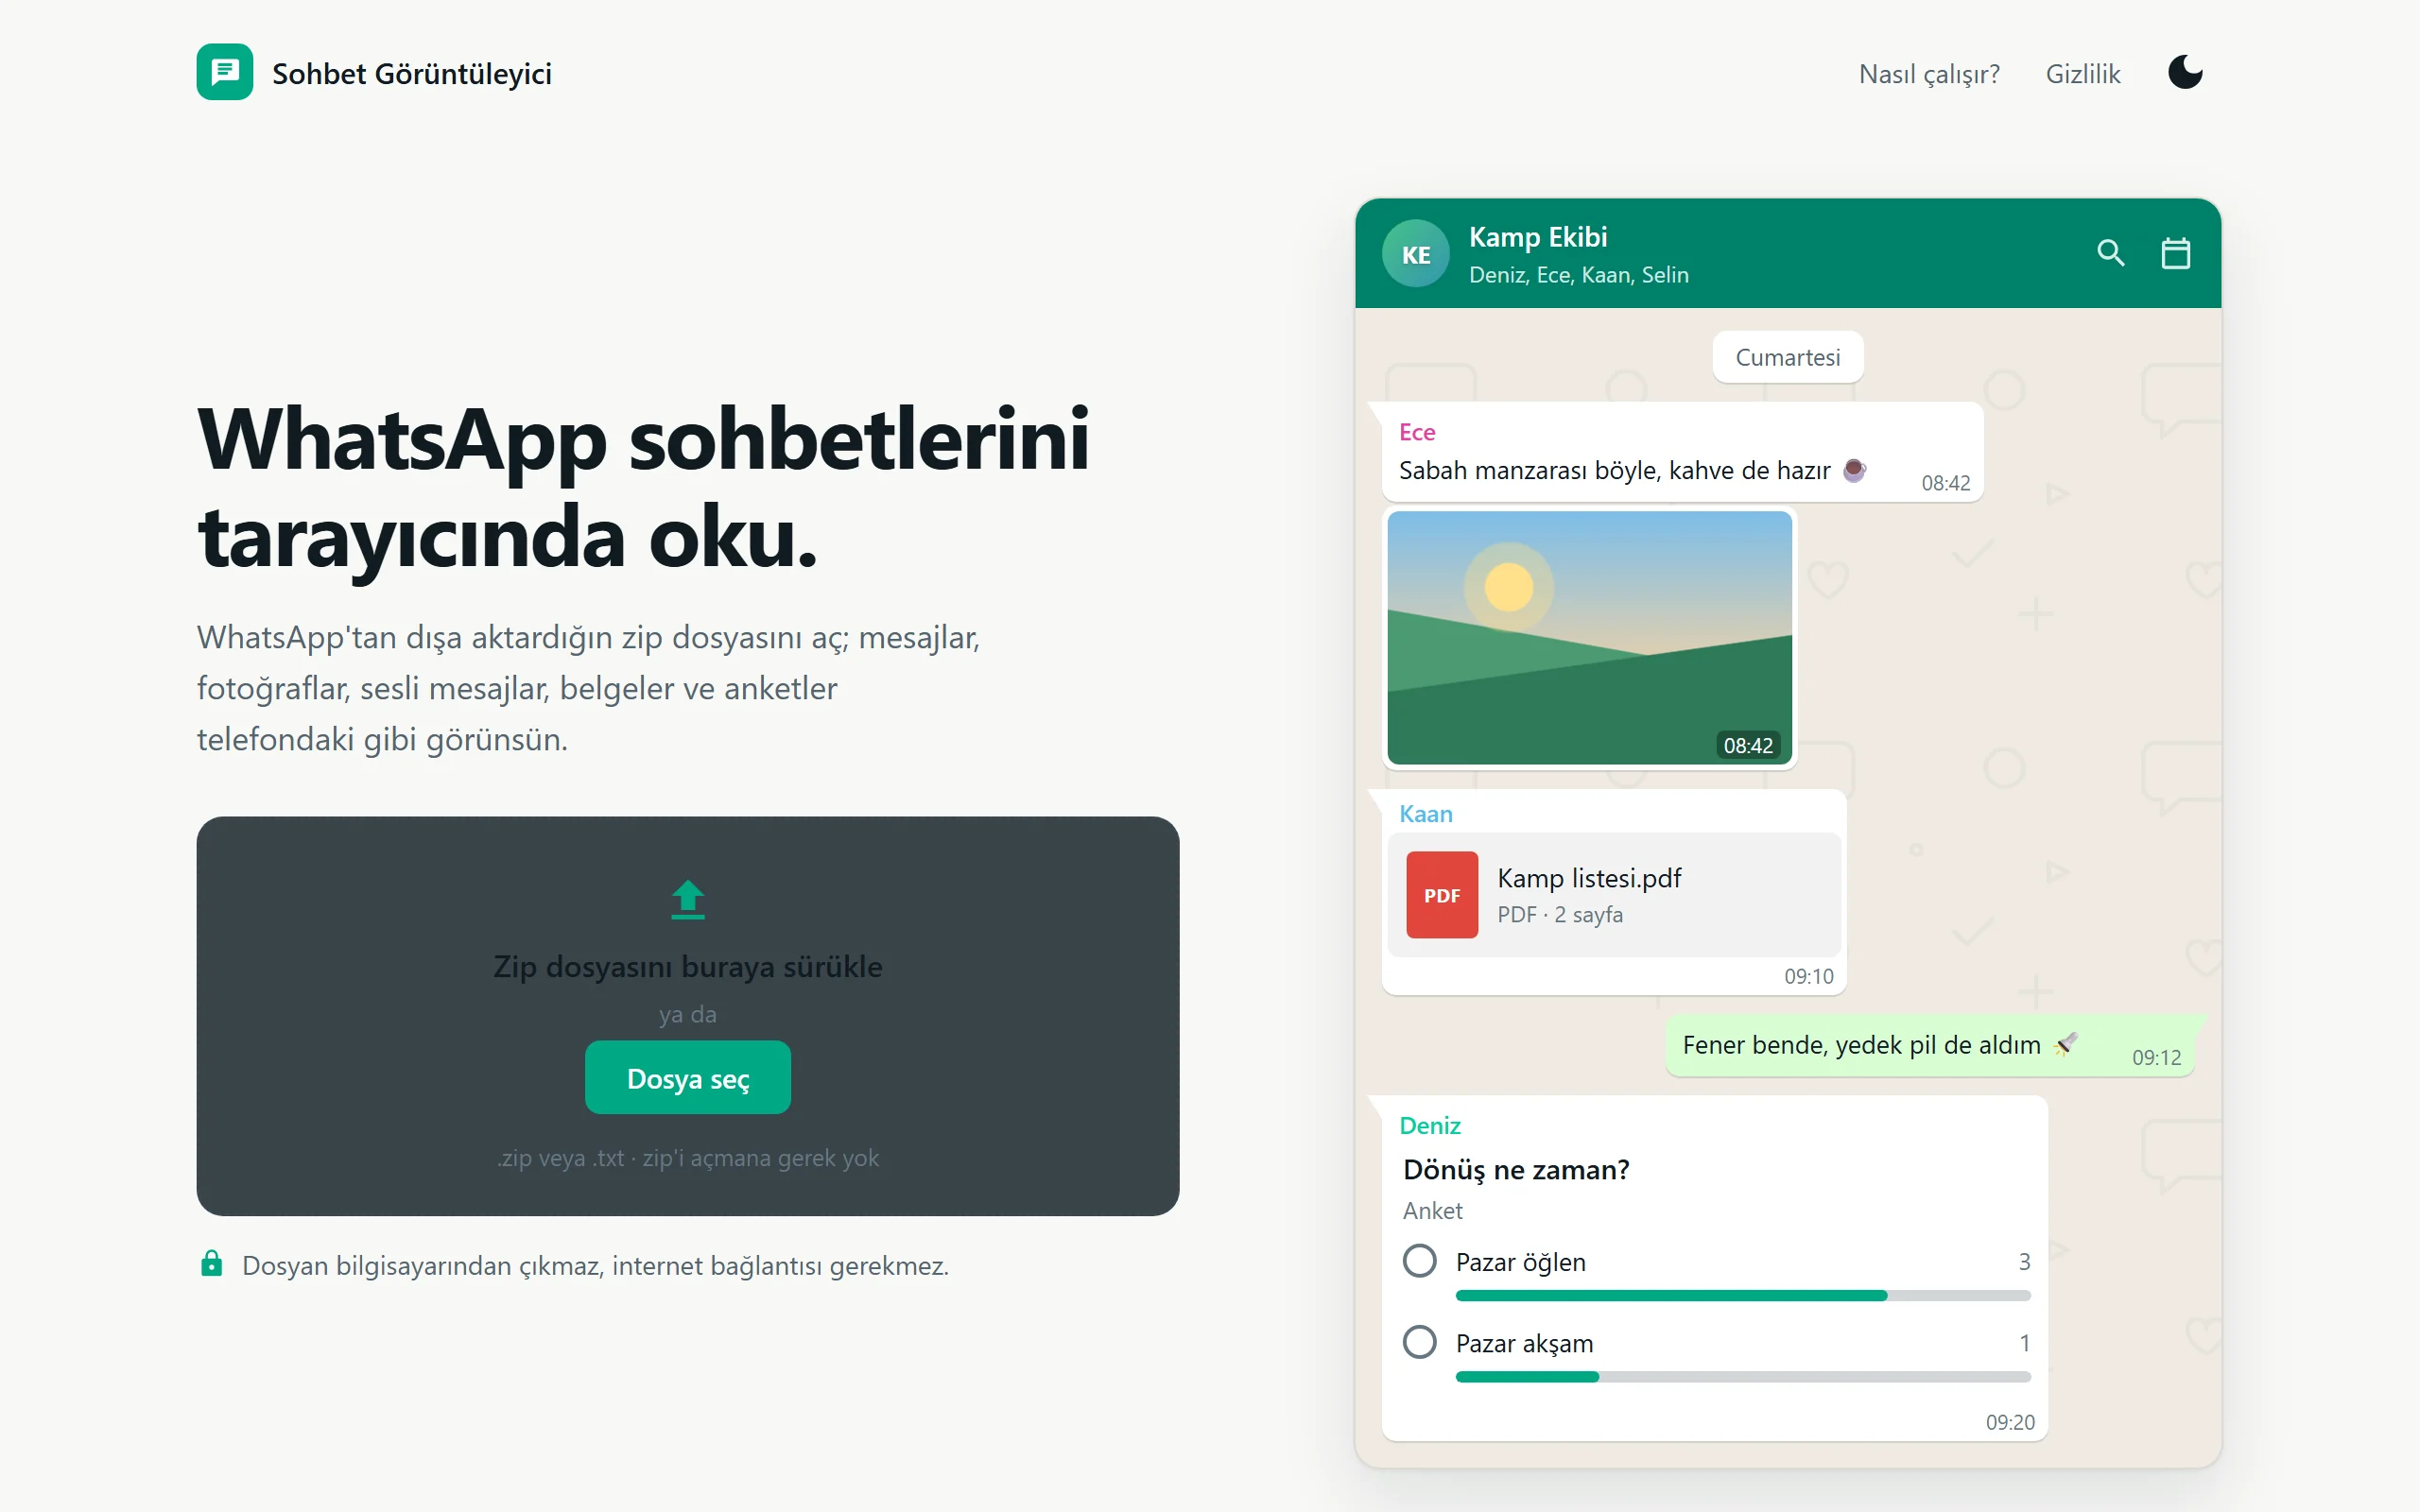 Sohbet Görüntüleyici
Nasıl çalışır?
Gizlilik
WhatsApp sohbetlerini
tarayıcında oku.
WhatsApp'tan dışa aktardığın zip dosyasını aç; mesajlar,
fotoğraflar, sesli mesajlar, belgeler ve anketler
telefondaki gibi görünsün.
Zip dosyasını buraya sürükle
ya da
Dosya seç
.zip veya .txt · zip'i açmana gerek yok
Dosyan bilgisayarından çıkmaz, internet bağlantısı gerekmez.
KE
Kamp Ekibi
Deniz, Ece, Kaan, Selin
Cumartesi
Ece
Sabah manzarası böyle, kahve de hazır ☕
08:42
08:42
Kaan
PDF
Kamp listesi.pdf
PDF · 2 sayfa
09:10
Fener bende, yedek pil de aldım 🔦
09:12
Deniz
Dönüş ne zaman?
Anket
Pazar öğlen
3
Pazar akşam
1
09:20